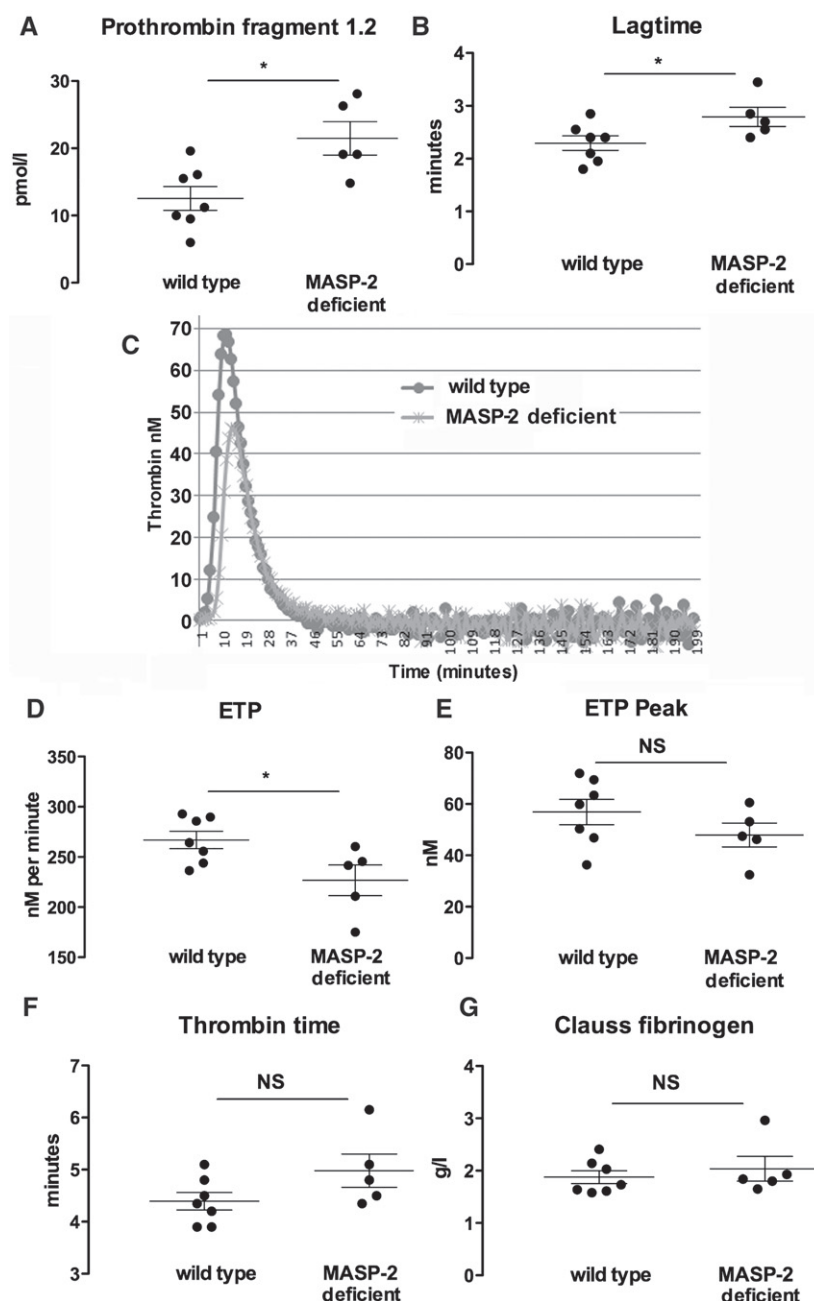 A
Prothrombin fragment 1.2
*
pmol/l
30
20
10
0
wild type
MASP-2
deficient
B
Lagtime
*
minutes
4
3
2
1
0
wild type
MASP-2
deficient
C
Thrombin nM
70
60
50
40
30
20
10
0
wild type
MASP-2 deficient
1 10 19 28 37 46 55 64 73 82 91 100 109 118 127 136 145 154 163 172 181 190 199
Time (minutes)
D
ETP
*
nM per minute
350
300
250
200
150
wild type
MASP-2
deficient
E
ETP Peak
NS
nM
80
60
40
20
0
wild type
MASP-2
deficient
F
Thrombin time
NS
minutes
7
6
5
4
3
wild type
MASP-2
deficient
G
Clauss fibrinogen
NS
g/l
4
3
2
1
0
wild type
MASP-2
deficient